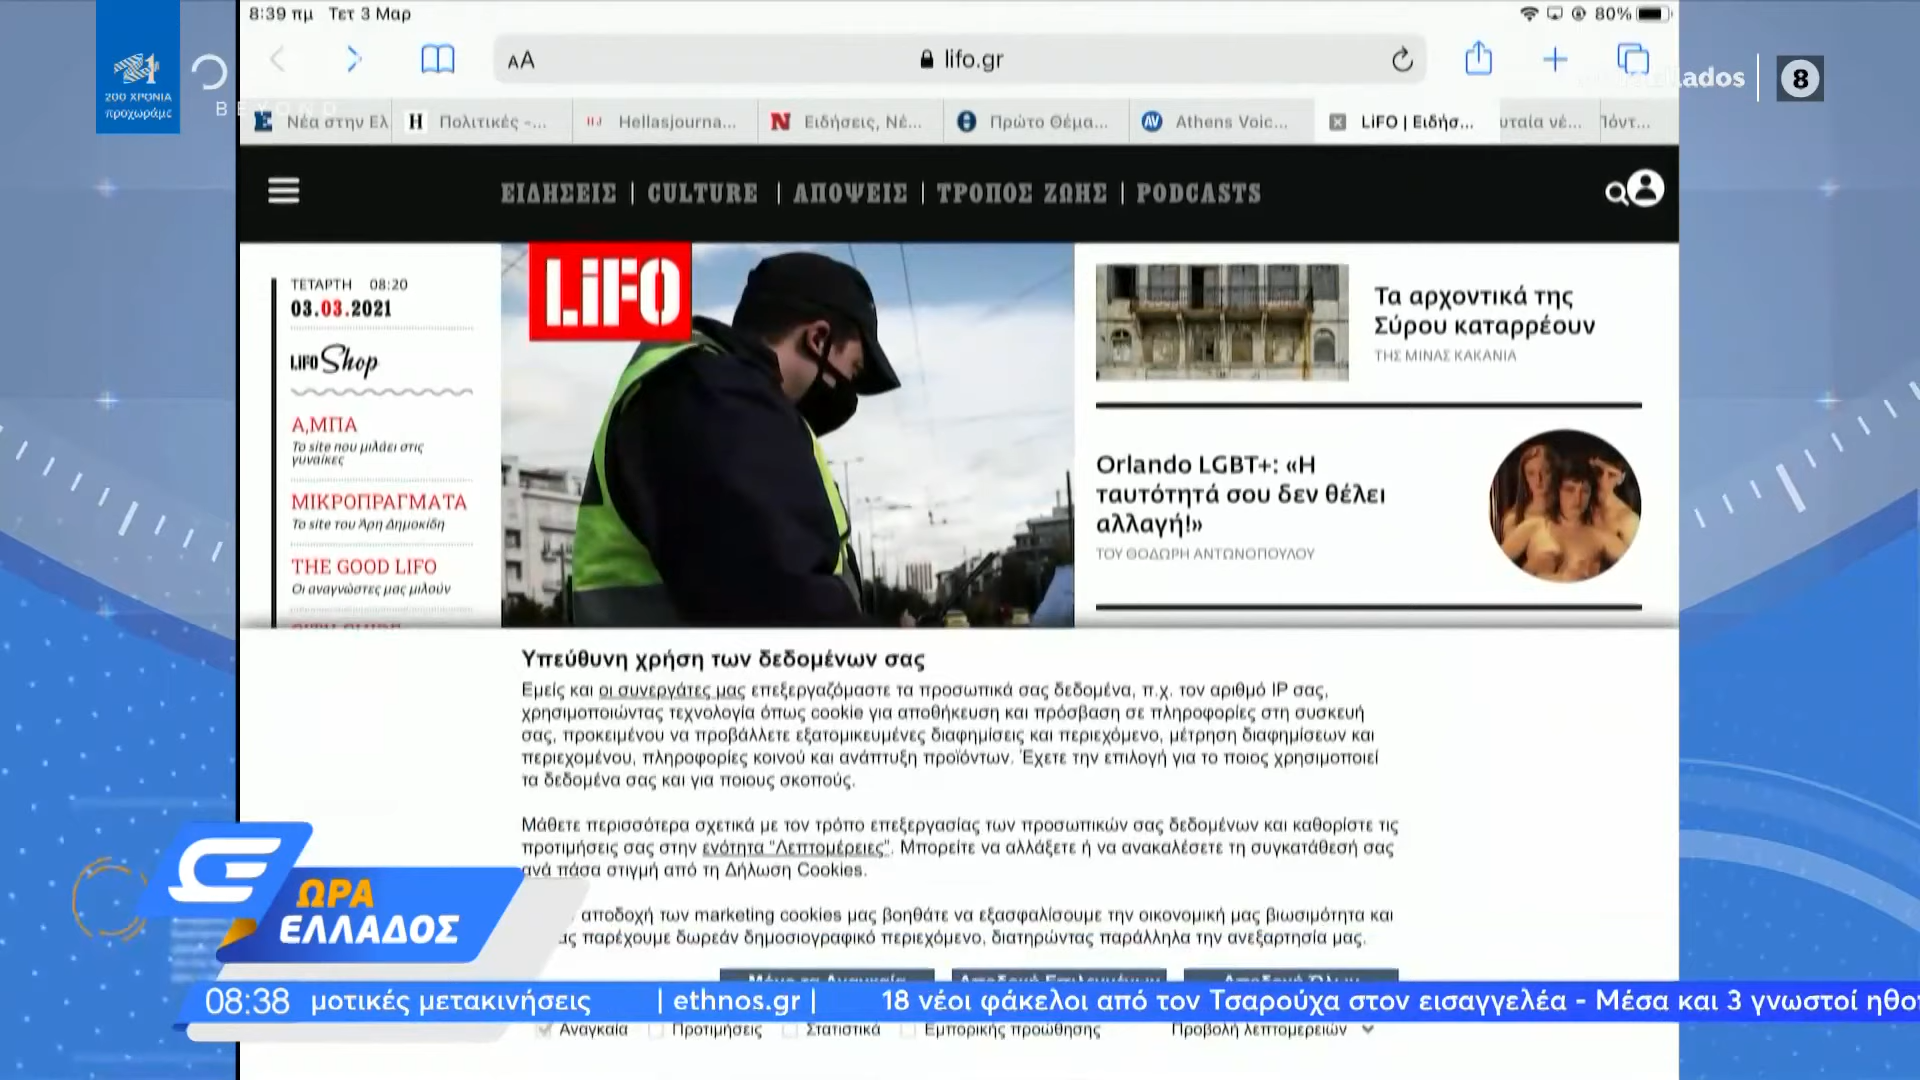 8:39 πμ Τετ 3 Μαρ
80%
AA
lifo.gr
200 ΧΡΟΝΙΑ
προχωράμε
BEYOND
8
Νέα στην Ελ
Πολιτικές -...
Hellasjourna...
Ειδήσεις, Νέ...
Πρώτο Θέμα...
Athens Voic...
LiFO | Ειδήσ...
ΕΙΔΗΣΕΙΣ | CULTURE | ΑΠΟΨΕΙΣ | ΤΡΟΠΟΣ ΖΩΗΣ | PODCASTS
LiFO
ΤΕΤΑΡΤΗ 08:20
03.03.2021
LiFO Shop
Α,ΜΠΑ
Το site που μιλάει στις
γυναίκες
ΜΙΚΡΟΠΡΑΓΜΑΤΑ
Το site του Άρη Δημοκίδη
THE GOOD LIFO
Οι αναγνώστες μας μιλούν
Τα αρχοντικά της
Σύρου καταρρέουν
ΤΗΣ ΜΙΝΑΣ ΚΑΚΑΝΙΑ
Orlando LGBT+: «Η
ταυτότητά σου δεν θέλει
αλλαγή!»
ΤΟΥ ΘΟΔΩΡΗ ΑΝΤΩΝΟΠΟΥΛΟΥ
Υπεύθυνη χρήση των δεδομένων σας
Εμείς και οι συνεργάτες μας επεξεργαζόμαστε τα προσωπικά σας δεδομένα, π.χ. τον αριθμό IP σας,
χρησιμοποιώντας τεχνολογία όπως cookie για αποθήκευση και πρόσβαση σε πληροφορίες στη συσκευή
σας, προκειμένου να προβάλλετε εξατομικευμένες διαφημίσεις και περιεχόμενο, μέτρηση διαφημίσεων και
περιεχομένου, πληροφορίες κοινού και ανάπτυξη προϊόντων. Έχετε την επιλογή για το ποιος χρησιμοποιεί
τα δεδομένα σας και για ποιους σκοπούς.
Μάθετε περισσότερα σχετικά με τον τρόπο επεξεργασίας των προσωπικών σας δεδομένων και καθορίστε τις
προτιμήσεις σας στην ενότητα "Λεπτομέρειες". Μπορείτε να αλλάξετε ή να ανακαλέσετε τη συγκατάθεσή σας
ανά πάσα στιγμή από τη Δήλωση Cookies.
αποδοχή των marketing cookies μας βοηθάτε να εξασφαλίσουμε την οικονομική μας βιωσιμότητα και
παρέχουμε δωρεάν δημοσιογραφικό περιεχόμενο, διατηρώντας παράλληλα την ανεξαρτησία μας.
ΩΡΑ
ΕΛΛΑΔΟΣ
08:38 μοτικές μετακινήσεις | ethnos.gr | 18 νέοι φάκελοι από τον Τσαρούχα στον εισαγγελέα - Μέσα και 3 γνωστοί ηθο
Αναγκαία Προτιμήσεις Στατιστικά Εμπορικής προώθησης Προβολή λεπτομερειών